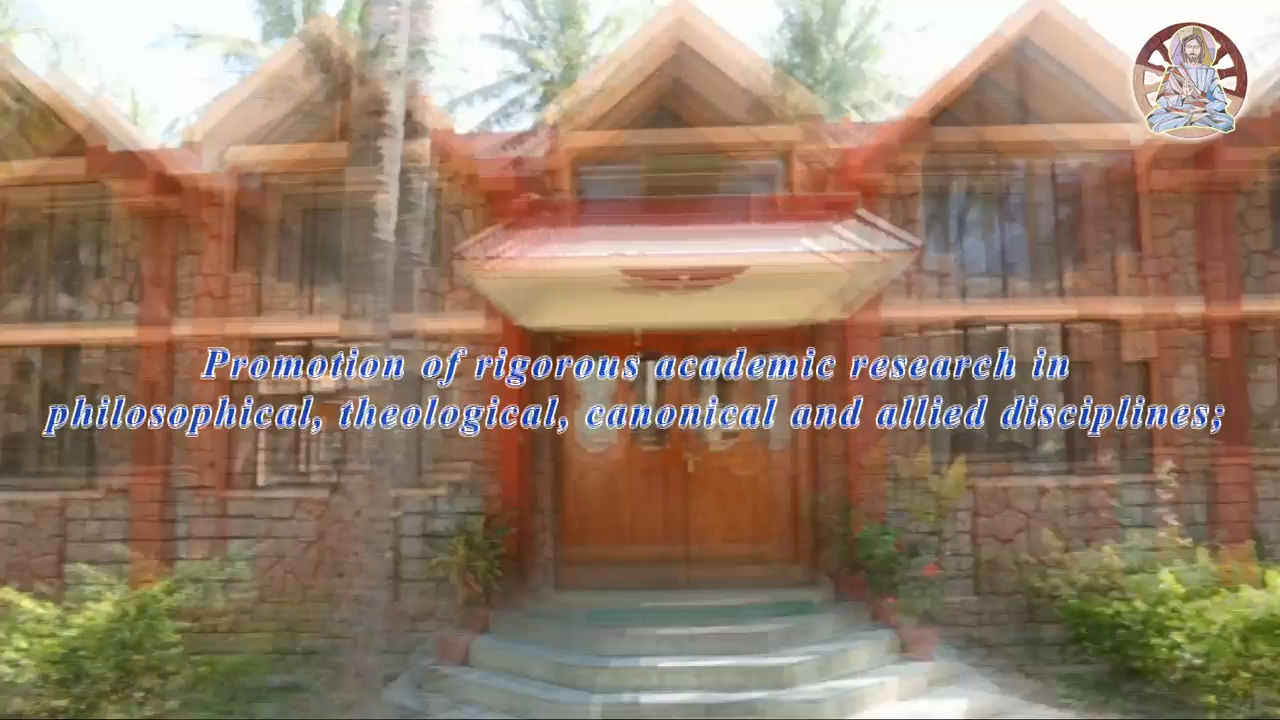 Promotion of rigorous academic research in
philosophical, theological, canonical and allied disciplines;